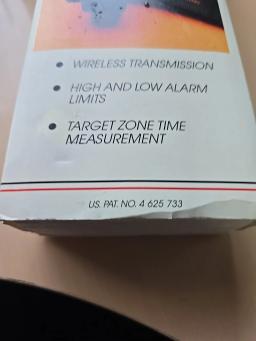 • WIRELESS TRANSMISSION
• HIGH AND LOW ALARM
LIMITS
• TARGET ZONE TIME
MEASUREMENT
US. PAT. NO. 4 625 733